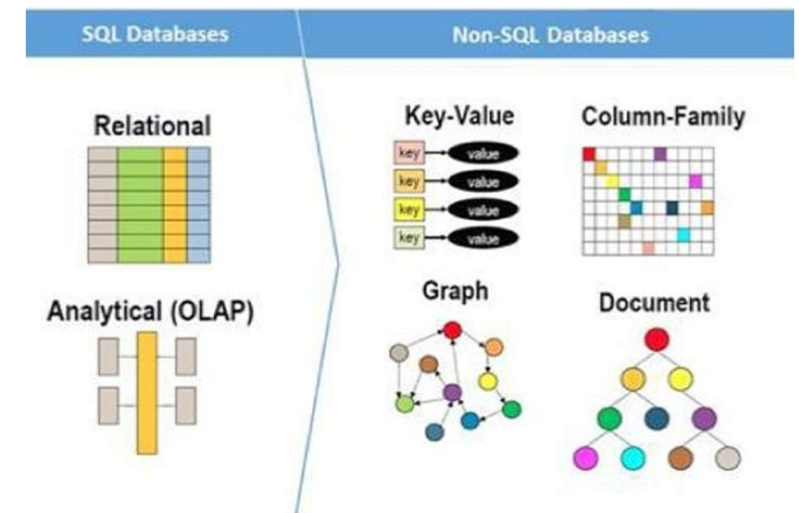 SQL Databases
Non-SQL Databases
Relational
Analytical (OLAP)
Key-Value
key value
key value
key value
key value
Column-Family
Graph
Document